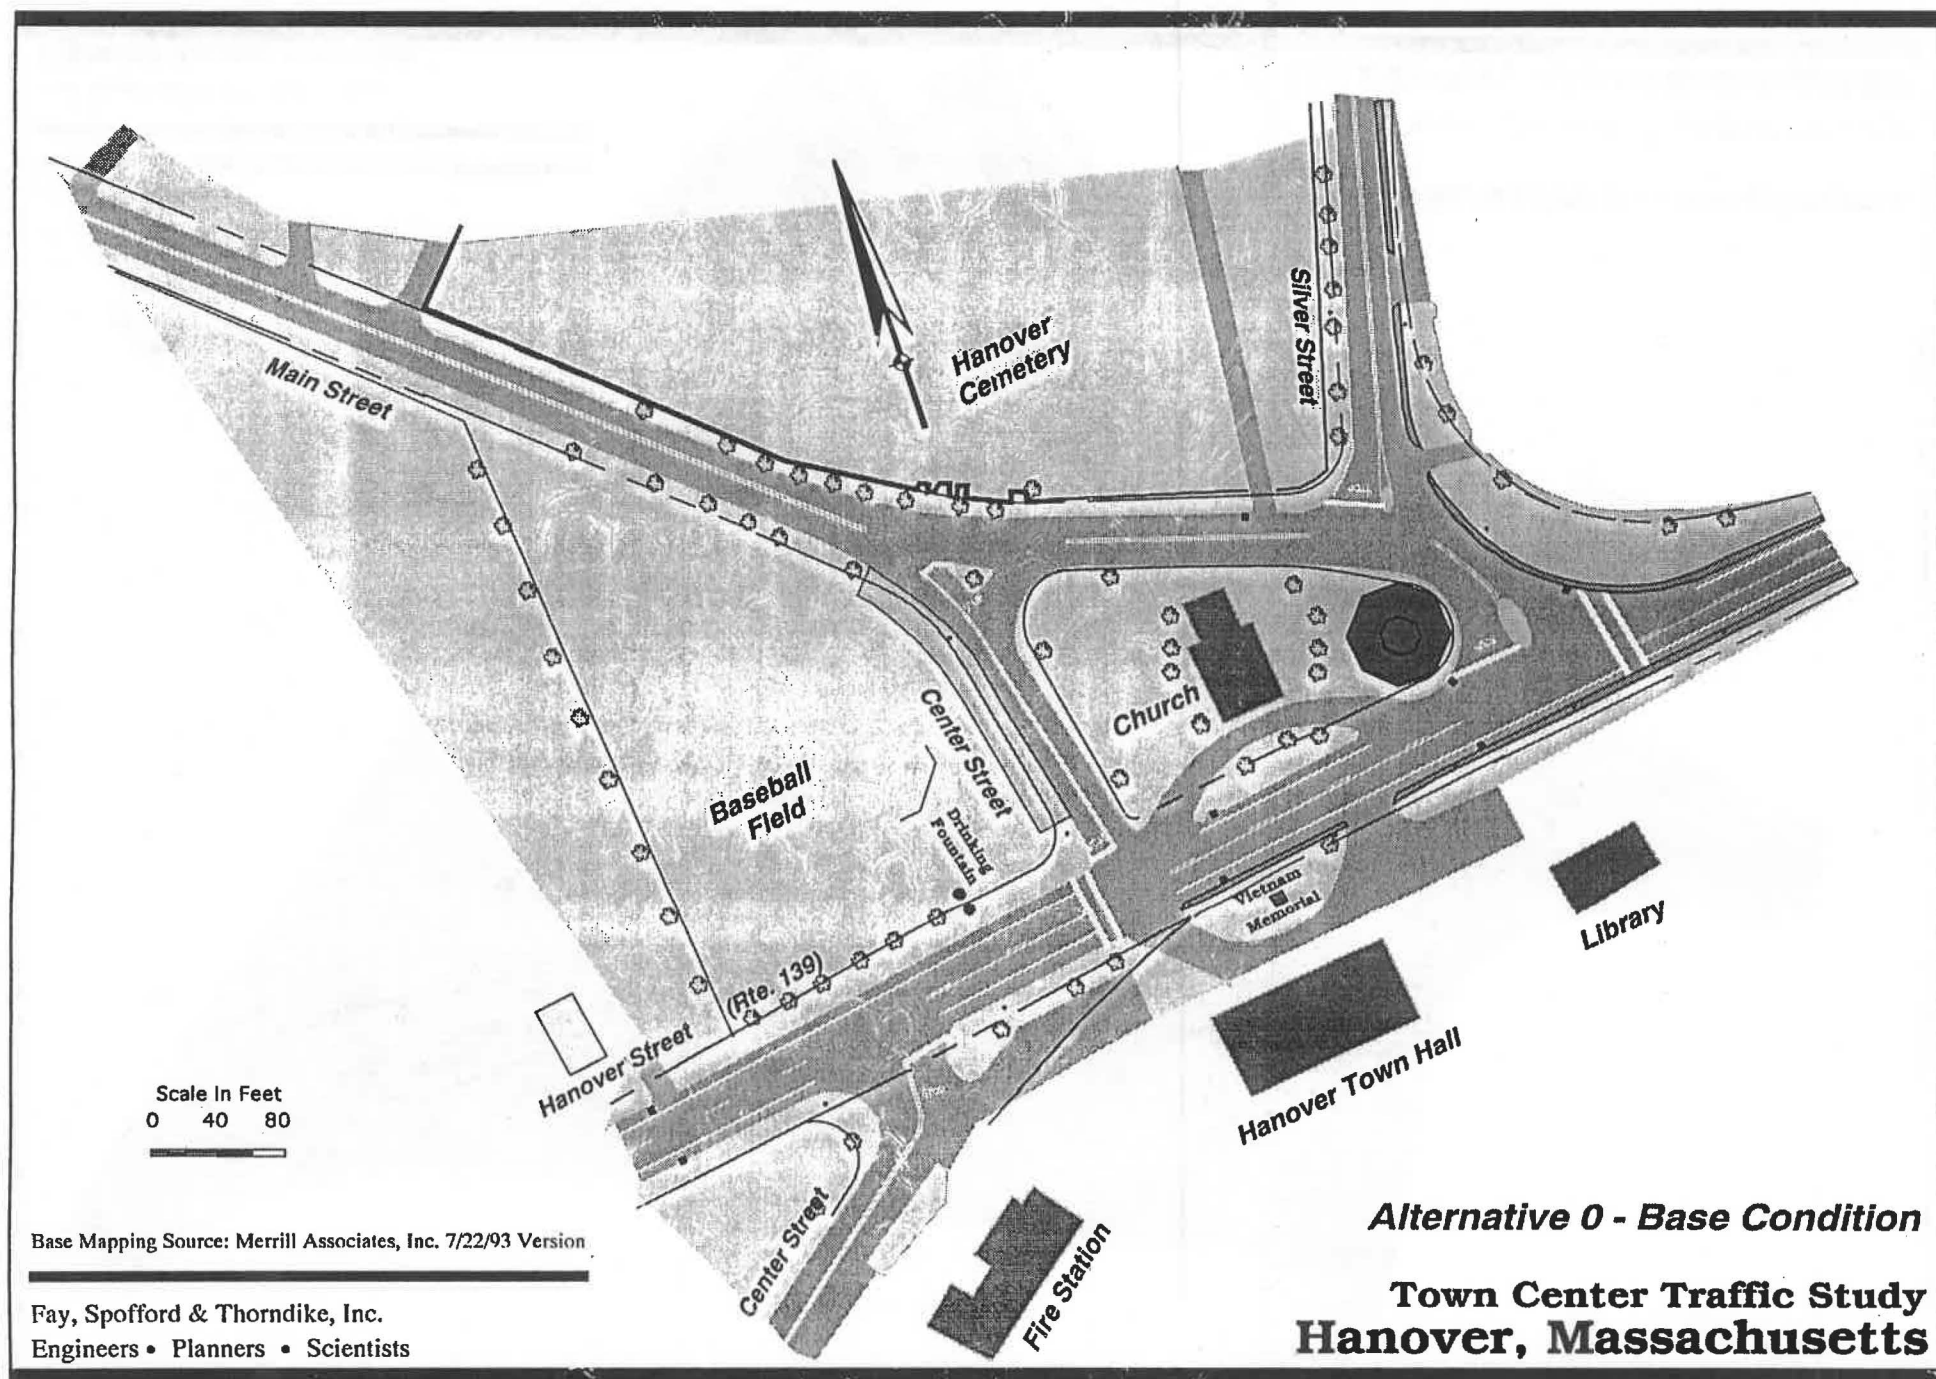 Main Street
Hanover
Cemetery
Silver Street
Church
Center Street
Baseball
Field
Drinking
Fountain
Vietnam
Memorial
Library
(Rte. 139)
Hanover Street
Hanover Town Hall
Scale In Feet
0 40 80
Center Street
Fire Station
Base Mapping Source: Merrill Associates, Inc. 7/22/93 Version
Fay, Spofford & Thorndike, Inc.
Engineers • Planners • Scientists
Alternative 0 - Base Condition
Town Center Traffic Study
Hanover, Massachusetts